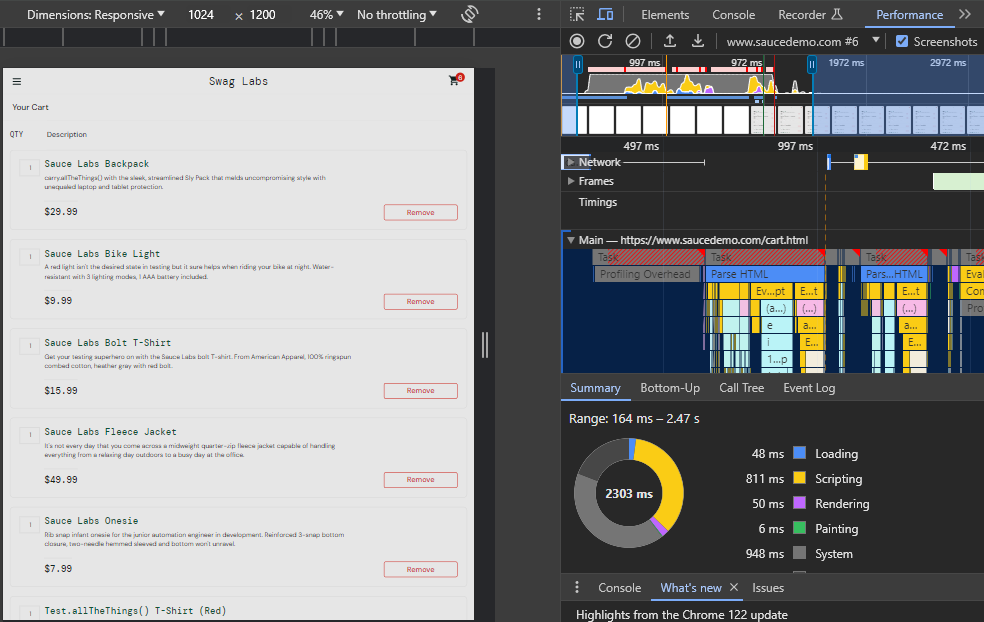 Dimensions: Responsive ▼ 1024 × 1200 46% ▼ No throttling ▼
Elements Console Recorder Performance
www.saucedemo.com #6 Screenshots
997 ms 972 ms 1972 ms 2972 ms
497 ms 997 ms 472 ms
Network
Frames
Timings
Main — https://www.saucedemo.com/cart.html
Task Task Task Task
Profiling Overhead Parse HTML Pars...HTML Eval
Ev...pt E...t E...t Con
(a...) (...) (...) Pro
e a... a...
i E... E...
1...p
Summary Bottom-Up Call Tree Event Log
Range: 164 ms – 2.47 s
2303 ms
48 ms Loading
811 ms Scripting
50 ms Rendering
6 ms Painting
948 ms System
Console What's new × Issues
Highlights from the Chrome 122 update
Swag Labs
6
Your Cart
QTY Description
1
Sauce Labs Backpack
carry.allTheThings() with the sleek, streamlined Sly Pack that melds uncompromising style with
unequaled laptop and tablet protection.
$29.99 Remove
1
Sauce Labs Bike Light
A red light isn't the desired state in testing but it sure helps when riding your bike at night. Water-
resistant with 3 lighting modes, 1 AAA battery included.
$9.99 Remove
1
Sauce Labs Bolt T-Shirt
Get your testing superhero on with the Sauce Labs bolt T-shirt. From American Apparel, 100% ringspun
combed cotton, heather gray with red bolt.
$15.99 Remove
1
Sauce Labs Fleece Jacket
It's not every day that you come across a midweight quarter-zip fleece jacket capable of handling
everything from a relaxing day outdoors to a busy day at the office.
$49.99 Remove
1
Sauce Labs Onesie
Rib snap infant onesie for the junior automation engineer in development. Reinforced 3-snap bottom
closure, two-needle hemmed sleeved and bottom won't unravel.
$7.99 Remove
1
Test.allTheThings() T-Shirt (Red)